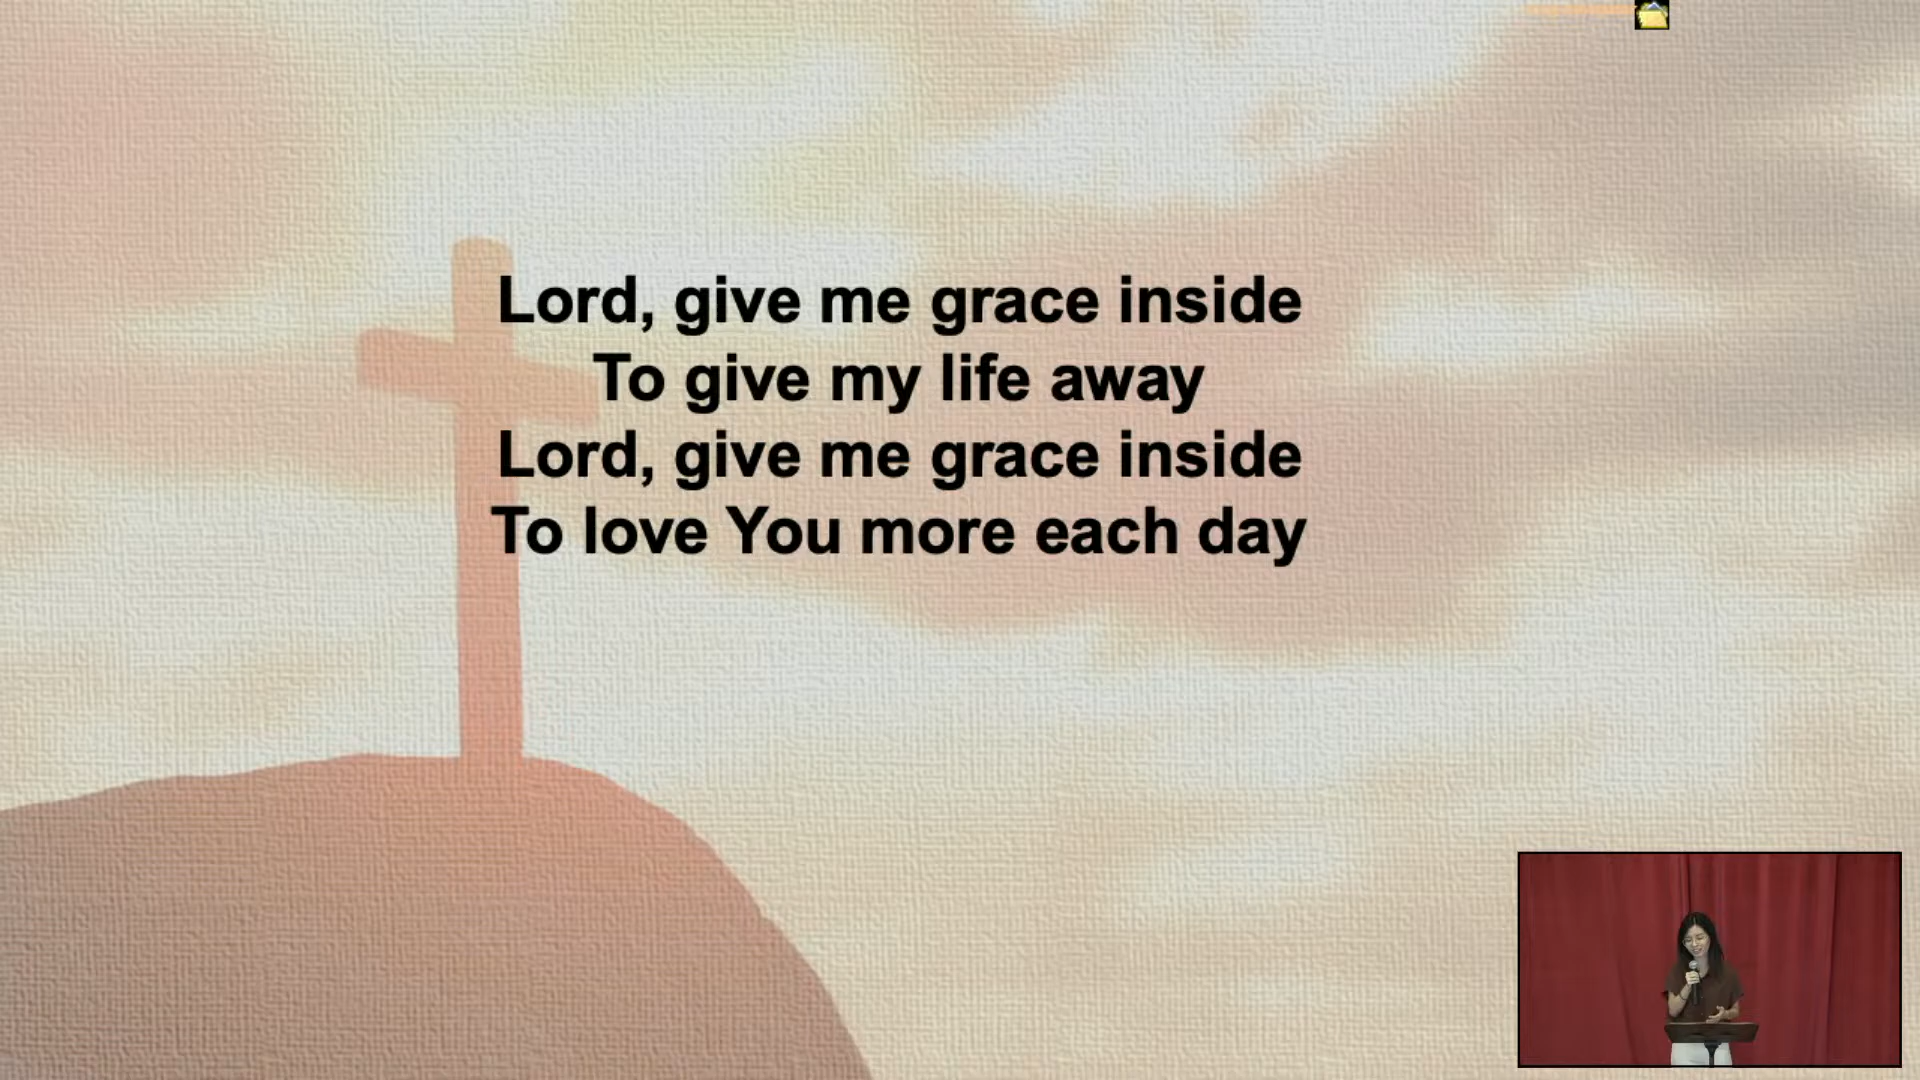 Lord, give me grace inside
To give my life away
Lord, give me grace inside
To love You more each day